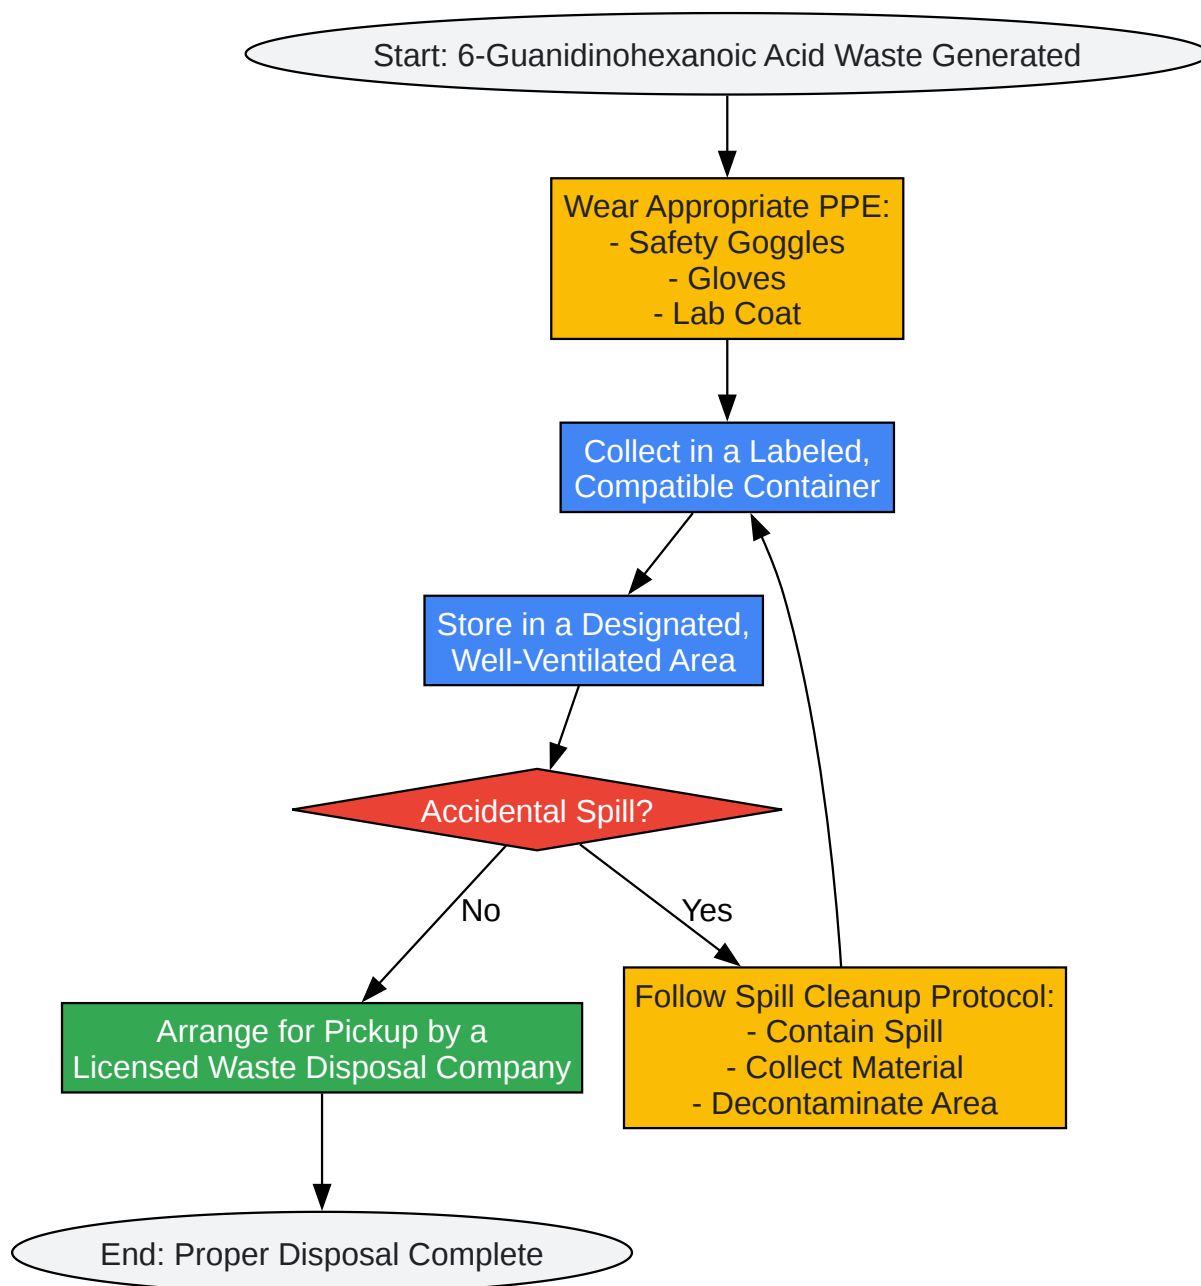 Start: 6-Guanidinohexanoic Acid Waste Generated
Wear Appropriate PPE:
- Safety Goggles
- Gloves
- Lab Coat
Collect in a Labeled,
Compatible Container
Store in a Designated,
Well-Ventilated Area
Accidental Spill?
No
Yes
Arrange for Pickup by a
Licensed Waste Disposal Company
Follow Spill Cleanup Protocol:
- Contain Spill
- Collect Material
- Decontaminate Area
End: Proper Disposal Complete